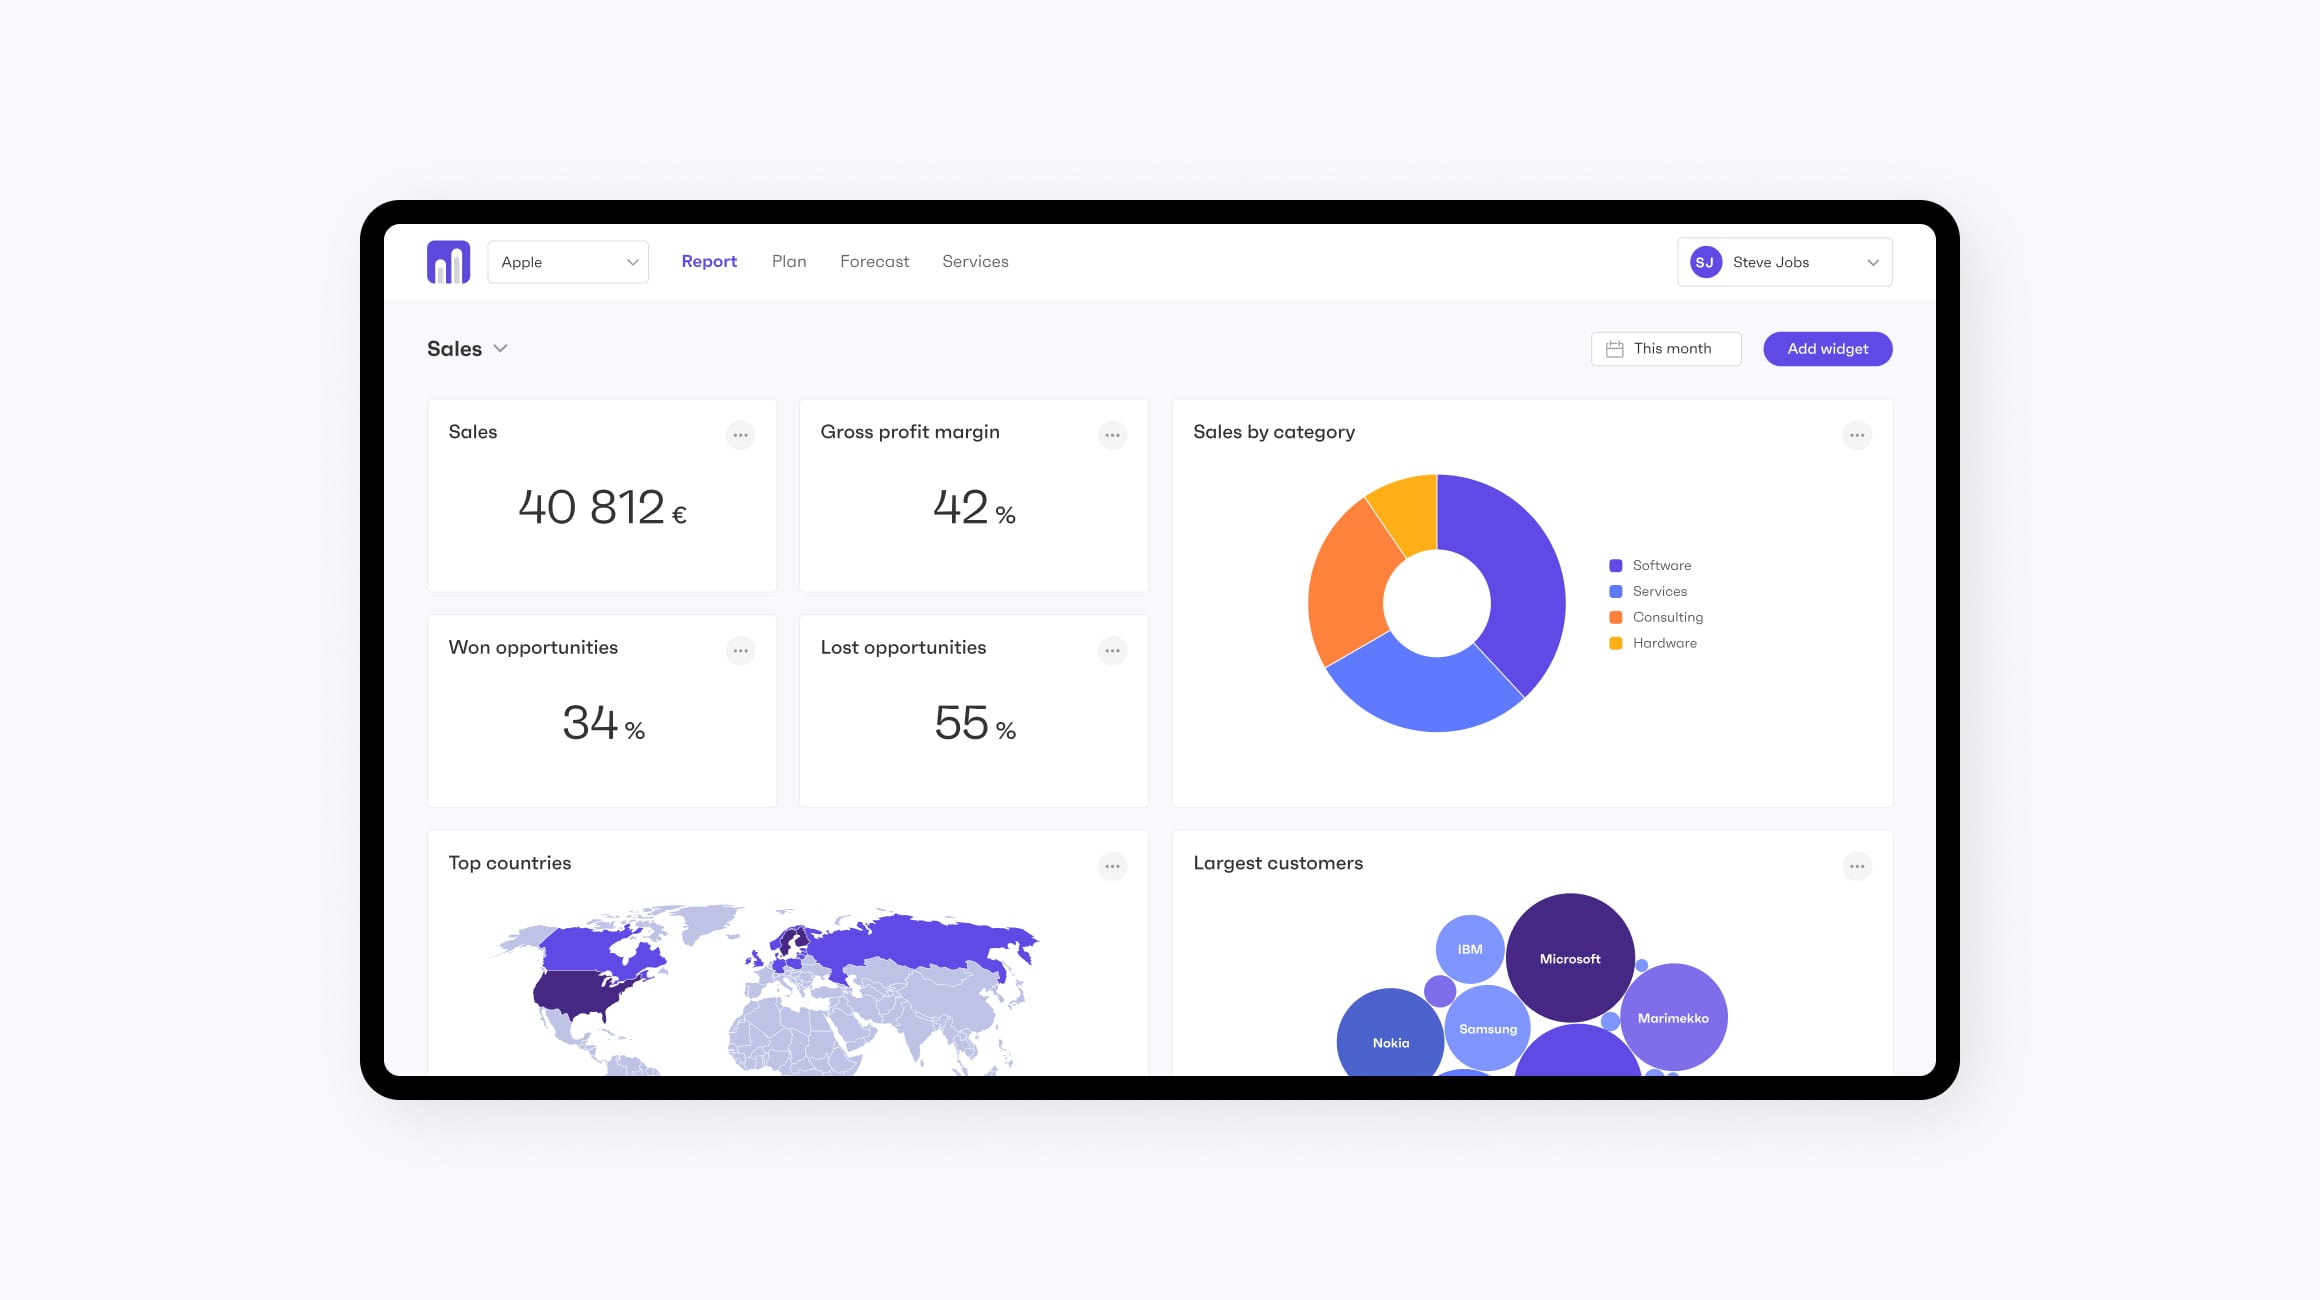 Apple
Report
Plan
Forecast
Services
SJ
Steve Jobs
Sales
This month
Add widget
Sales
40 812 €
Gross profit margin
42 %
Sales by category
Software
Services
Consulting
Hardware
Won opportunities
34 %
Lost opportunities
55 %
Top countries
Largest customers
IBM
Microsoft
Marimekko
Samsung
Nokia